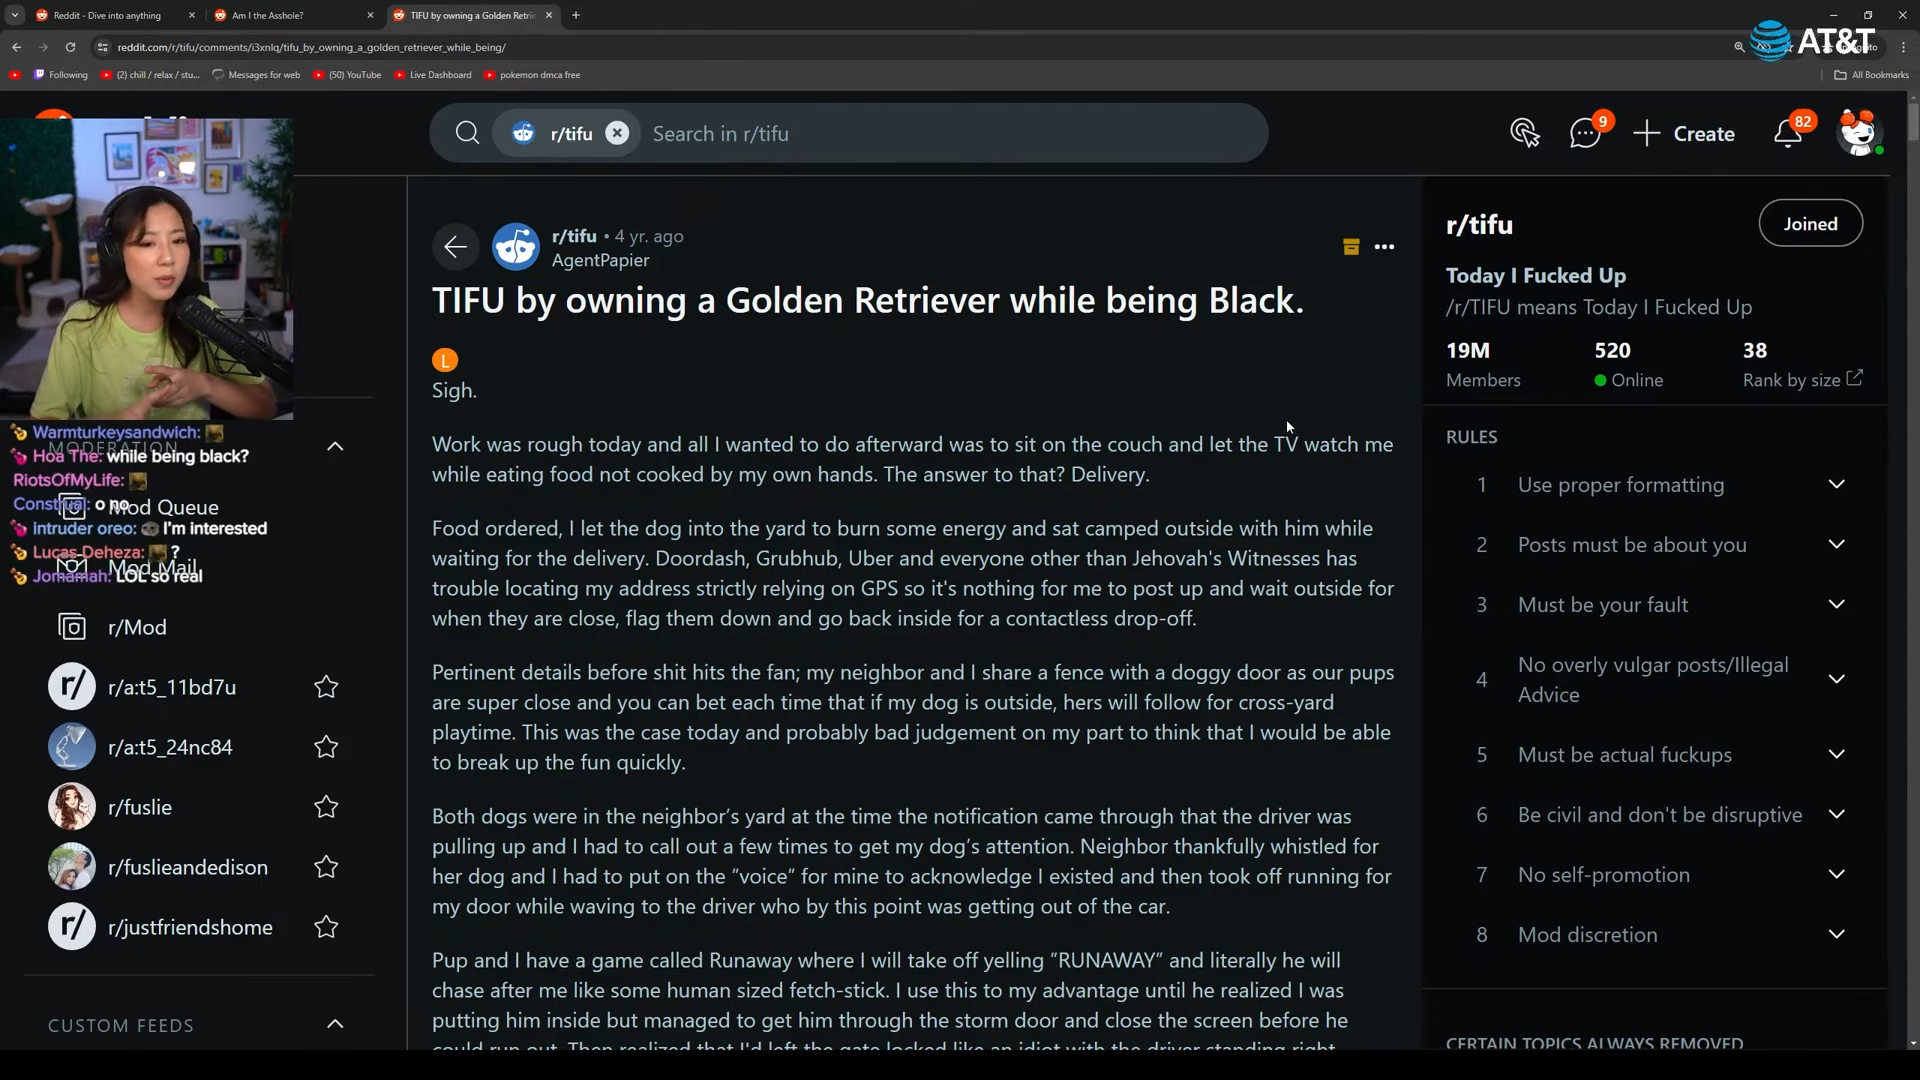 Reddit - Dive into anything
Am I the Asshole?
TIFU by owning a Golden Retrie
reddit.com/r/tifu/comments/i3xnlq/tifu_by_owning_a_golden_retriever_while_being/
AT&T
Following
(2) chill / relax / stu...
Messages for web
(50) YouTube
Live Dashboard
pokemon dmca free
All Bookmarks
r/tifu
Search in r/tifu
9
Create
82
r/tifu • 4 yr. ago
AgentPapier
TIFU by owning a Golden Retriever while being Black.
L
Sigh.
Work was rough today and all I wanted to do afterward was to sit on the couch and let the TV watch me
while eating food not cooked by my own hands. The answer to that? Delivery.
Food ordered, I let the dog into the yard to burn some energy and sat camped outside with him while
waiting for the delivery. Doordash, Grubhub, Uber and everyone other than Jehovah's Witnesses has
trouble locating my address strictly relying on GPS so it's nothing for me to post up and wait outside for
when they are close, flag them down and go back inside for a contactless drop-off.
Pertinent details before shit hits the fan; my neighbor and I share a fence with a doggy door as our pups
are super close and you can bet each time that if my dog is outside, hers will follow for cross-yard
playtime. This was the case today and probably bad judgement on my part to think that I would be able
to break up the fun quickly.
Both dogs were in the neighbor's yard at the time the notification came through that the driver was
pulling up and I had to call out a few times to get my dog's attention. Neighbor thankfully whistled for
her dog and I had to put on the "voice" for mine to acknowledge I existed and then took off running for
my door while waving to the driver who by this point was getting out of the car.
Pup and I have a game called Runaway where I will take off yelling "RUNAWAY" and literally he will
chase after me like some human sized fetch-stick. I use this to my advantage until he realized I was
putting him inside but managed to get him through the storm door and close the screen before he
could run out. Then realized that I'd left the gate locked like an idiot with the driver standing right
r/tifu
Joined
Today I Fucked Up
/r/TIFU means Today I Fucked Up
19M
520
38
Members
Online
Rank by size
RULES
1 Use proper formatting
2 Posts must be about you
3 Must be your fault
4 No overly vulgar posts/Illegal
Advice
5 Must be actual fuckups
6 Be civil and don't be disruptive
7 No self-promotion
8 Mod discretion
CERTAIN TOPICS ALWAYS REMOVED
Warmturkeysandwich:
MODERATION
Hoa The: while being black?
RiotsOfMyLife:
Construal: o no
Mod Queue
intruder oreo: I'm interested
Lucas Deheza: ?
Mod Mail
Jomamah: LOL so real
r/Mod
r/a:t5_11bd7u
r/a:t5_24nc84
r/fuslie
r/fuslieandedison
r/justfriendshome
CUSTOM FEEDS